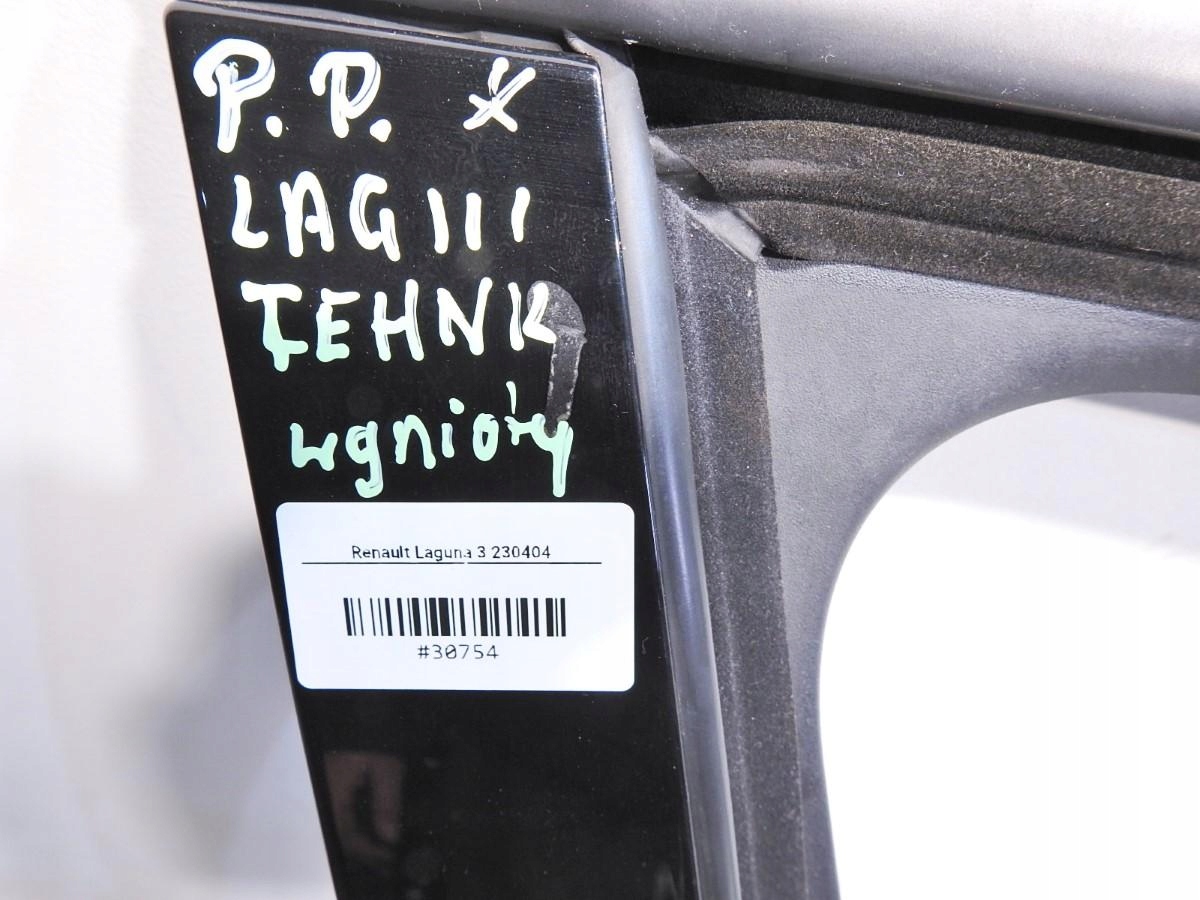 P.P. X
LAG III
TEHNK
wgnioty
Renault Laguna 3 230404
#30754